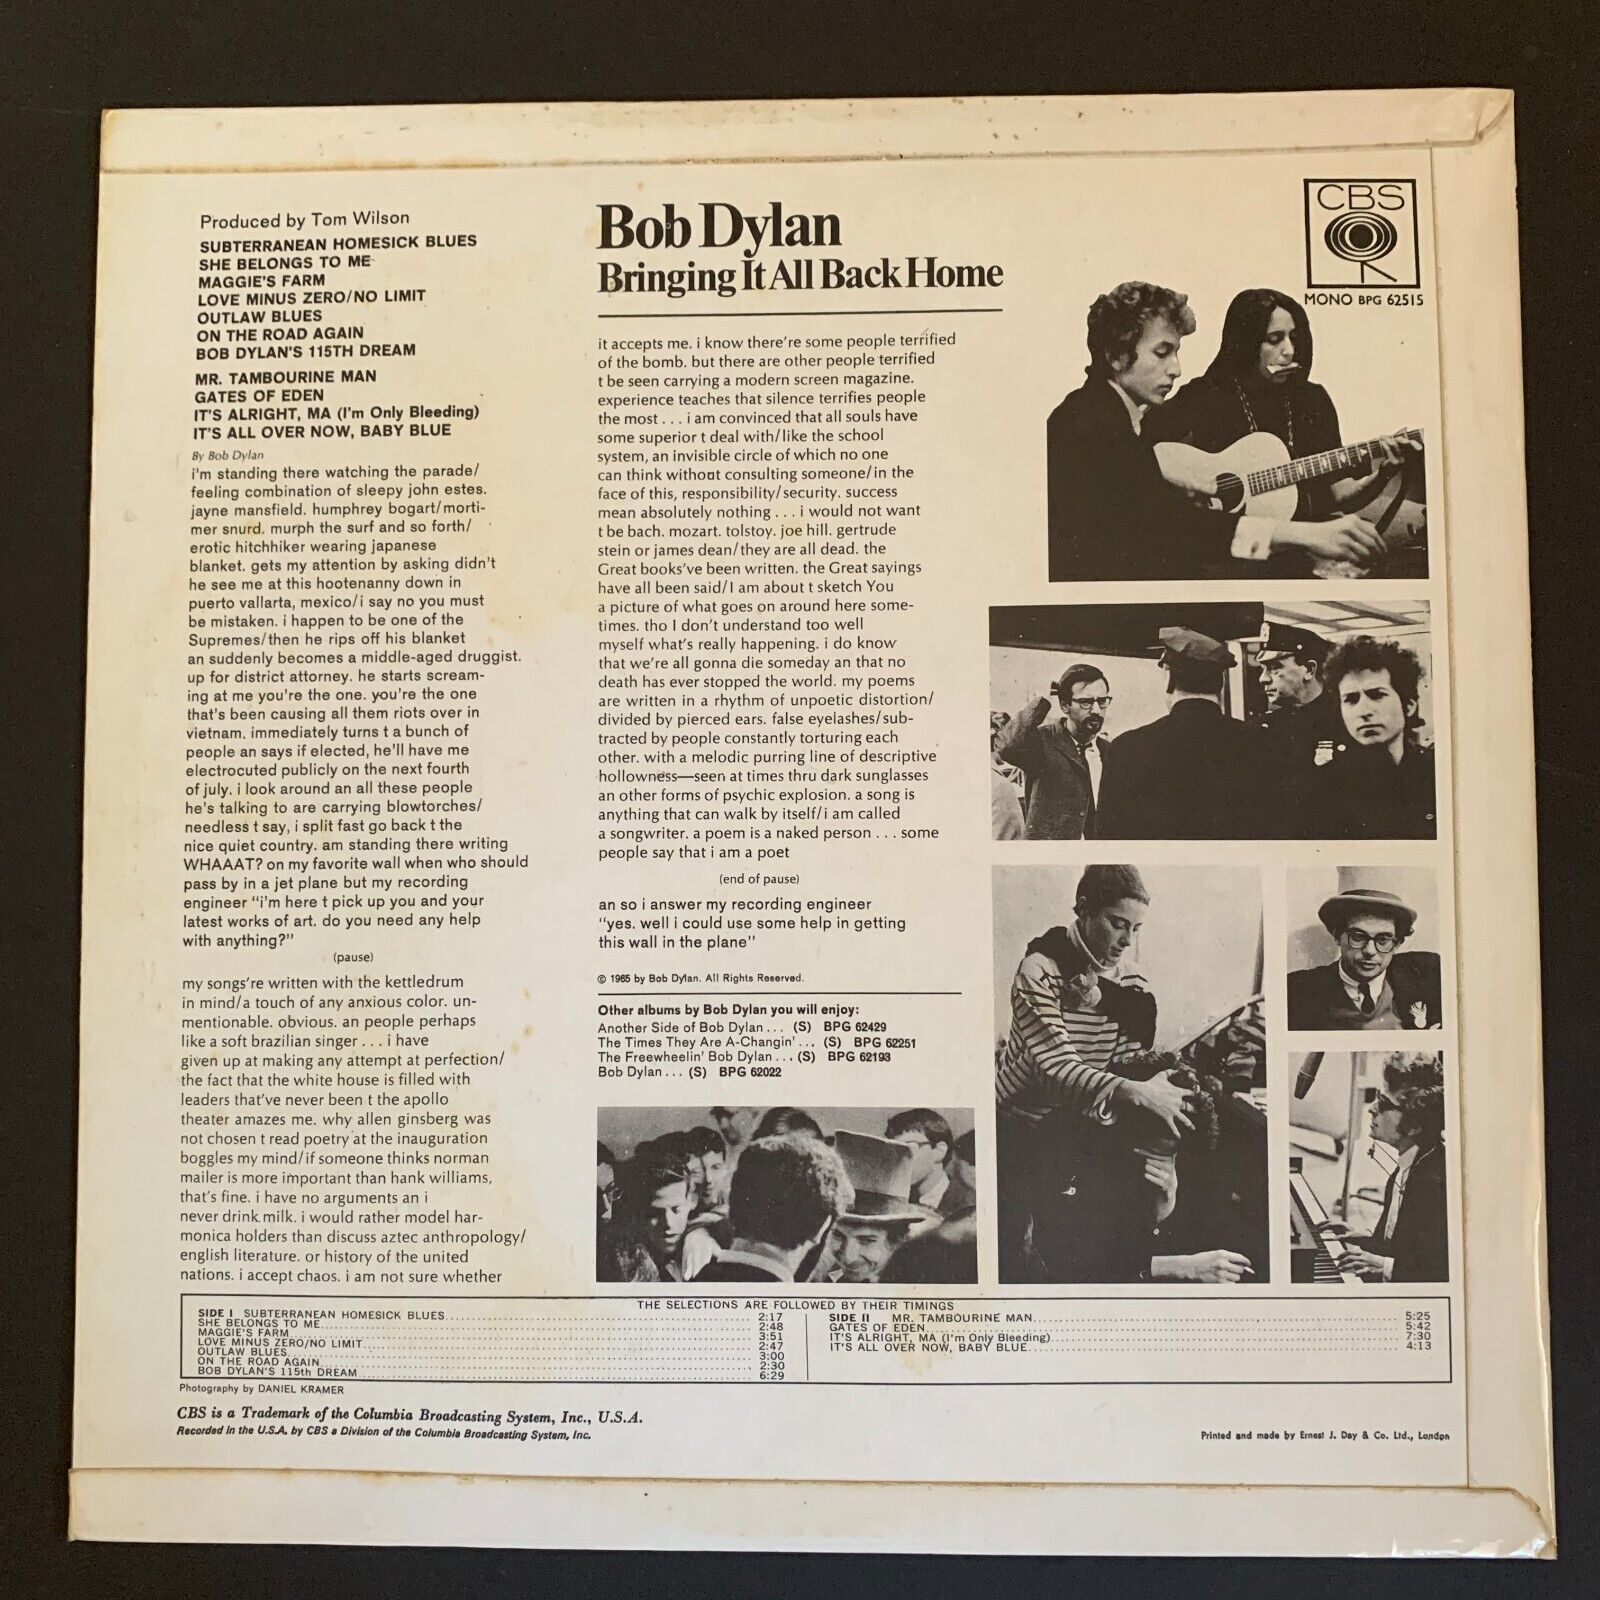 Produced by Tom Wilson
SUBTERRANEAN HOMESICK BLUES
SHE BELONGS TO ME
MAGGIE'S FARM
LOVE MINUS ZERO/NO LIMIT
OUTLAW BLUES
ON THE ROAD AGAIN
BOB DYLAN'S 115TH DREAM
MR. TAMBOURINE MAN
GATES OF EDEN
IT'S ALRIGHT, MA (I'm Only Bleeding)
IT'S ALL OVER NOW, BABY BLUE
By Bob Dylan
i'm standing there watching the parade/
feeling combination of sleepy john estes.
jayne mansfield. humphrey bogart/morti-
mer snurd. murph the surf and so forth/
erotic hitchhiker wearing japanese
blanket. gets my attention by asking didn't
he see me at this hootenanny down in
puerto vallarta, mexico/i say no you must
be mistaken. i happen to be one of the
Supremes/then he rips off his blanket
an suddenly becomes a middle-aged druggist.
up for district attorney. he starts scream-
ing at me you're the one. you're the one
that's been causing all them riots over in
vietnam. immediately turns t a bunch of
people an says if elected, he'll have me
electrocuted publicly on the next fourth
of july. i look around an all these people
he's talking to are carrying blowtorches/
needless t say, i split fast go back t the
nice quiet country. am standing there writing
WHAAAT? on my favorite wall when who should
pass by in a jet plane but my recording
engineer "i'm here t pick up you and your
latest works of art. do you need any help
with anything?"
(pause)
my songs're written with the kettledrum
in mind/a touch of any anxious color. un-
mentionable. obvious. an people perhaps
like a soft brazilian singer . . . i have
given up at making any attempt at perfection/
the fact that the white house is filled with
leaders that've never been t the apollo
theater amazes me. why allen ginsberg was
not chosen t read poetry at the inauguration
boggles my mind/if someone thinks norman
mailer is more important than hank williams,
that's fine. i have no arguments an i
never drink milk. i would rather model har-
monica holders than discuss aztec anthropology/
english literature. or history of the united
nations. i accept chaos. i am not sure whether
Bob Dylan
Bringing It All Back Home
it accepts me. i know there're some people terrified
of the bomb. but there are other people terrified
t be seen carrying a modern screen magazine.
experience teaches that silence terrifies people
the most . . . i am convinced that all souls have
some superior t deal with/like the school
system, an invisible circle of which no one
can think without consulting someone/in the
face of this, responsibility/security. success
mean absolutely nothing . . . i would not want
t be bach. mozart. tolstoy. joe hill. gertrude
stein or james dean/they are all dead. the
Great books've been written. the Great sayings
have all been said/I am about t sketch You
a picture of what goes on around here some-
times. tho I don't understand too well
myself what's really happening. i do know
that we're all gonna die someday an that no
death has ever stopped the world. my poems
are written in a rhythm of unpoetic distortion/
divided by pierced ears. false eyelashes/sub-
tracted by people constantly torturing each
other. with a melodic purring line of descriptive
hollowness—seen at times thru dark sunglasses
an other forms of psychic explosion. a song is
anything that can walk by itself/i am called
a songwriter. a poem is a naked person . . . some
people say that i am a poet
(end of pause)
an so i answer my recording engineer
"yes. well i could use some help in getting
this wall in the plane"
© 1965 by Bob Dylan. All Rights Reserved.
Other albums by Bob Dylan you will enjoy:
Another Side of Bob Dylan . . . (S) BPG 62429
The Times They Are A-Changin' . . . (S) BPG 62251
The Freewheelin' Bob Dylan . . . (S) BPG 62193
Bob Dylan . . . (S) BPG 62022
CBS
MONO BPG 62515
THE SELECTIONS ARE FOLLOWED BY THEIR TIMINGS
SIDE I SUBTERRANEAN HOMESICK BLUES 2:17
SHE BELONGS TO ME 2:48
MAGGIE'S FARM 3:51
LOVE MINUS ZERO/NO LIMIT 2:47
OUTLAW BLUES 3:00
ON THE ROAD AGAIN 2:30
BOB DYLAN'S 115th DREAM 6:29
SIDE II MR. TAMBOURINE MAN 5:25
GATES OF EDEN 5:42
IT'S ALRIGHT, MA (I'm Only Bleeding) 7:30
IT'S ALL OVER NOW, BABY BLUE 4:13
Photography by DANIEL KRAMER
CBS is a Trademark of the Columbia Broadcasting System, Inc., U.S.A.
Recorded in the U.S.A. by CBS a Division of the Columbia Broadcasting System, Inc.
Printed and made by Ernest J. Day & Co. Ltd., London